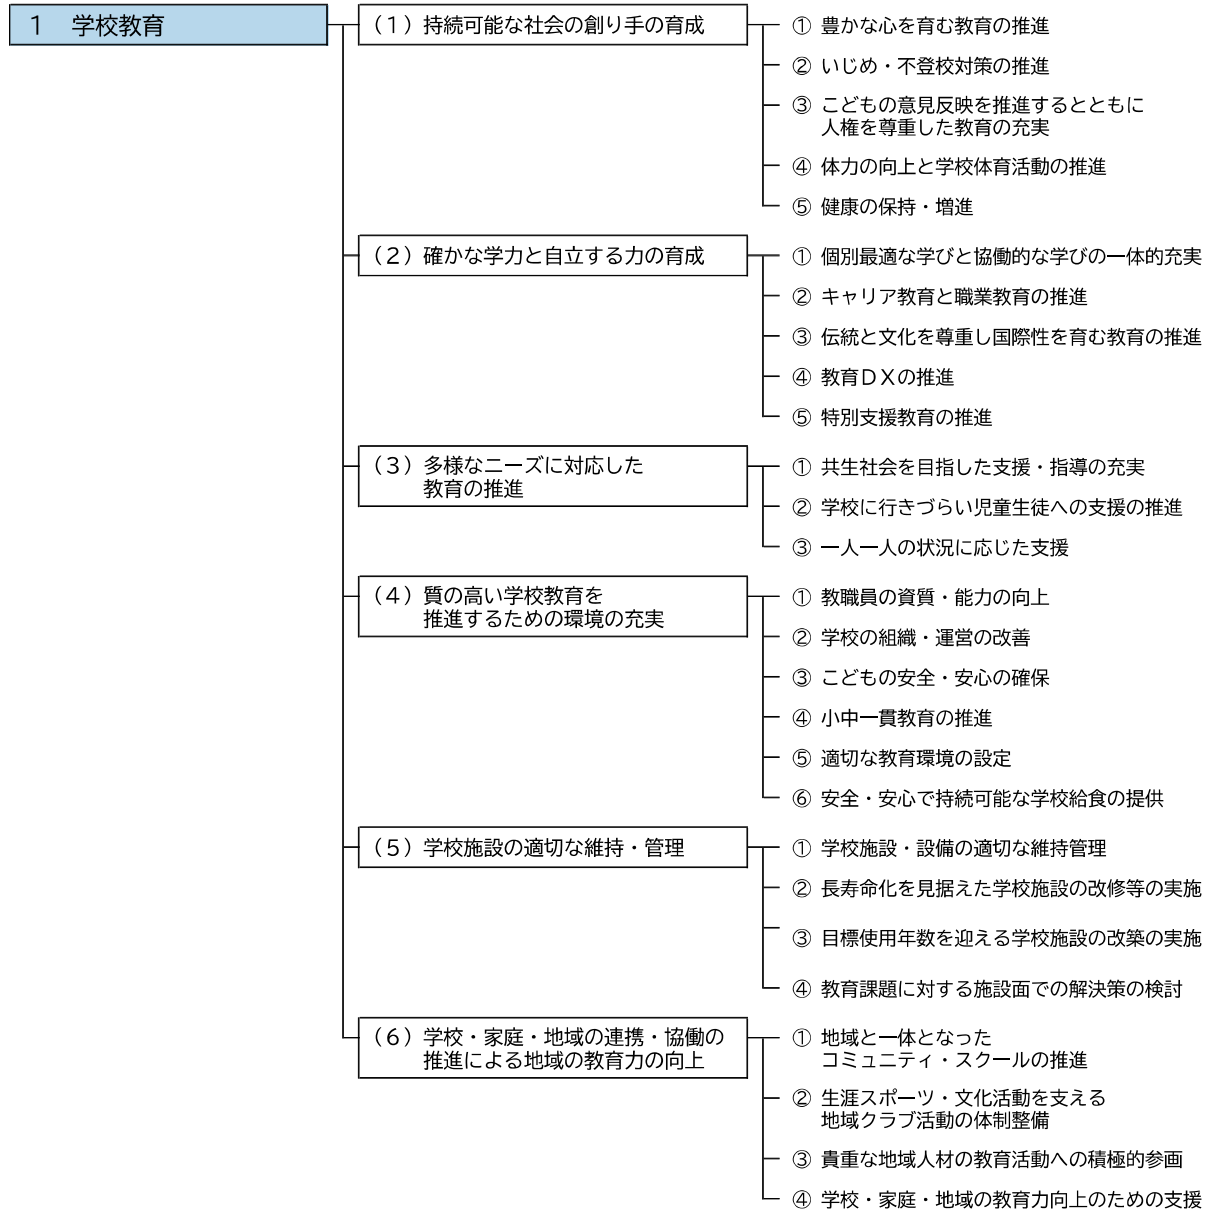 1 学校教育
（1）持続可能な社会の創り手の育成
① 豊かな心を育む教育の推進
② いじめ・不登校対策の推進
③ こどもの意見反映を推進するとともに
人権を尊重した教育の充実
④ 体力の向上と学校体育活動の推進
⑤ 健康の保持・増進
（2）確かな学力と自立する力の育成
① 個別最適な学びと協働的な学びの一体的充実
② キャリア教育と職業教育の推進
③ 伝統と文化を尊重し国際性を育む教育の推進
④ 教育ＤＸの推進
⑤ 特別支援教育の推進
（3）多様なニーズに対応した
教育の推進
① 共生社会を目指した支援・指導の充実
② 学校に行きづらい児童生徒への支援の推進
③ 一人一人の状況に応じた支援
（4）質の高い学校教育を
推進するための環境の充実
① 教職員の資質・能力の向上
② 学校の組織・運営の改善
③ こどもの安全・安心の確保
④ 小中一貫教育の推進
⑤ 適切な教育環境の設定
⑥ 安全・安心で持続可能な学校給食の提供
（5）学校施設の適切な維持・管理
① 学校施設・設備の適切な維持管理
② 長寿命化を見据えた学校施設の改修等の実施
③ 目標使用年数を迎える学校施設の改築の実施
④ 教育課題に対する施設面での解決策の検討
（6）学校・家庭・地域の連携・協働の
推進による地域の教育力の向上
① 地域と一体となった
コミュニティ・スクールの推進
② 生涯スポーツ・文化活動を支える
地域クラブ活動の体制整備
③ 貴重な地域人材の教育活動への積極的参画
④ 学校・家庭・地域の教育力向上のための支援